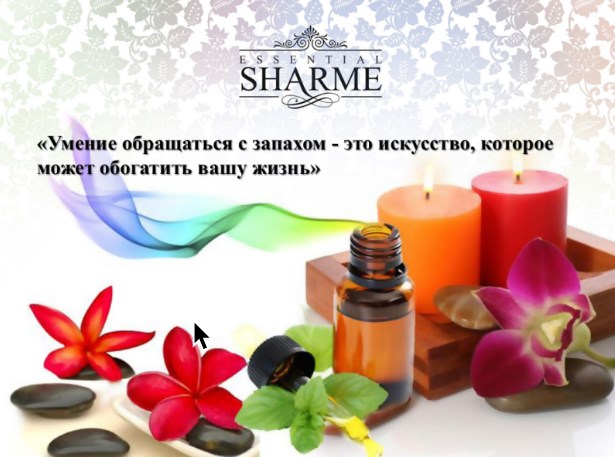 ESSENTIAL
SHARME
«Умение обращаться с запахом - это искусство, которое
может обогатить вашу жизнь»